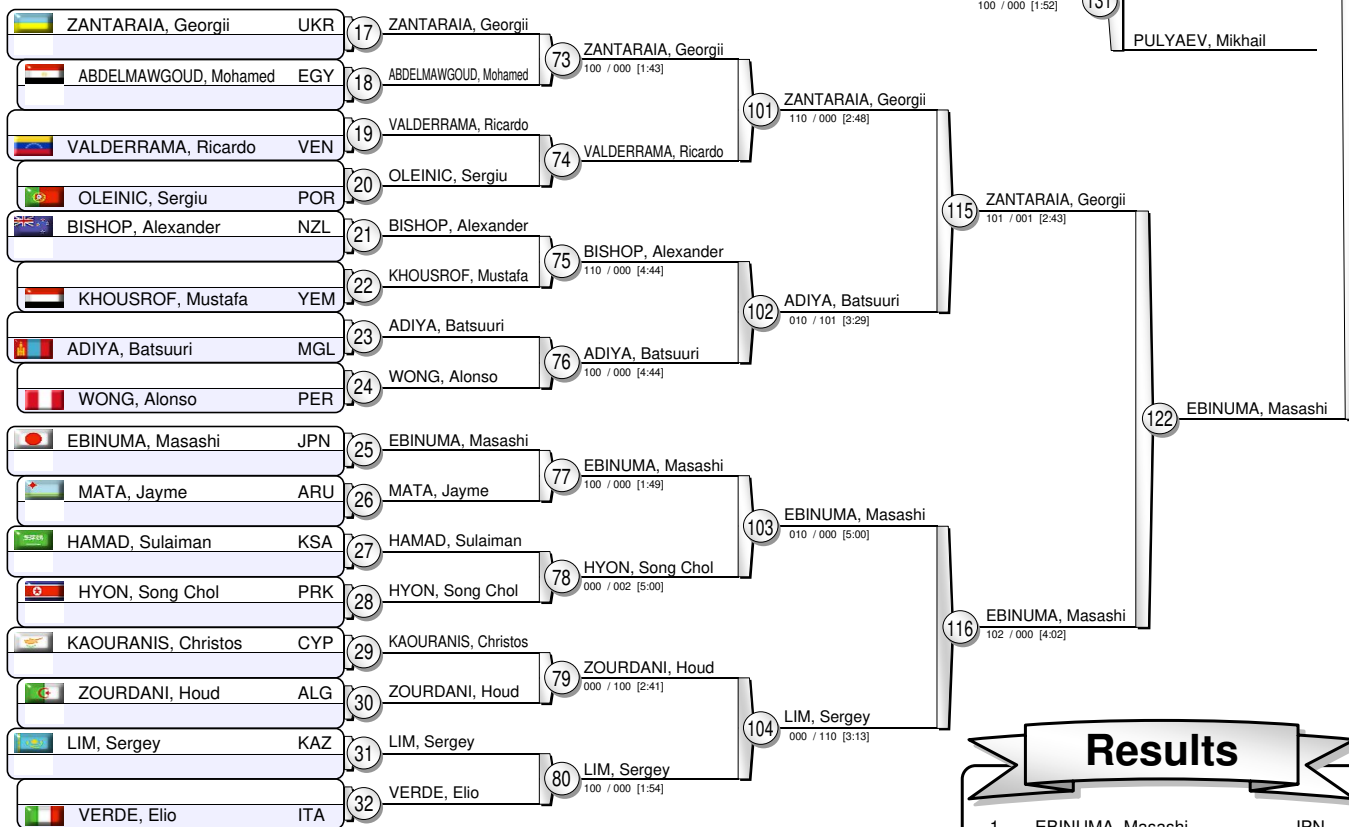 100 / 000 [1:52]
131
PULYAEV, Mikhail
ZANTARAIA, Georgii UKR
ABDELMAWGOUD, Mohamed EGY
VALDERRAMA, Ricardo VEN
OLEINIC, Sergiu POR
BISHOP, Alexander NZL
KHOUSROF, Mustafa YEM
ADIYA, Batsuuri MGL
WONG, Alonso PER
EBINUMA, Masashi JPN
MATA, Jayme ARU
HAMAD, Sulaiman KSA
HYON, Song Chol PRK
KAOURANIS, Christos CYP
ZOURDANI, Houd ALG
LIM, Sergey KAZ
VERDE, Elio ITA
17 ZANTARAIA, Georgii
18 ABDELMAWGOUD, Mohamed
19 VALDERRAMA, Ricardo
20 OLEINIC, Sergiu
21 BISHOP, Alexander
22 KHOUSROF, Mustafa
23 ADIYA, Batsuuri
24 WONG, Alonso
25 EBINUMA, Masashi
26 MATA, Jayme
27 HAMAD, Sulaiman
28 HYON, Song Chol
29 KAOURANIS, Christos
30 ZOURDANI, Houd
31 LIM, Sergey
32 VERDE, Elio
73 ZANTARAIA, Georgii
100 / 000 [1:43]
74 VALDERRAMA, Ricardo
75 BISHOP, Alexander
110 / 000 [4:44]
76 ADIYA, Batsuuri
100 / 000 [4:44]
77 EBINUMA, Masashi
100 / 000 [1:49]
78 HYON, Song Chol
000 / 002 [5:00]
79 ZOURDANI, Houd
000 / 100 [2:41]
80 LIM, Sergey
100 / 000 [1:54]
101 ZANTARAIA, Georgii
110 / 000 [2:48]
102 ADIYA, Batsuuri
010 / 101 [3:29]
103 EBINUMA, Masashi
010 / 000 [5:00]
104 LIM, Sergey
000 / 110 [3:13]
115 ZANTARAIA, Georgii
101 / 001 [2:43]
116 EBINUMA, Masashi
102 / 000 [4:02]
122 EBINUMA, Masashi
Results
1 EBINUMA, Masashi JPN